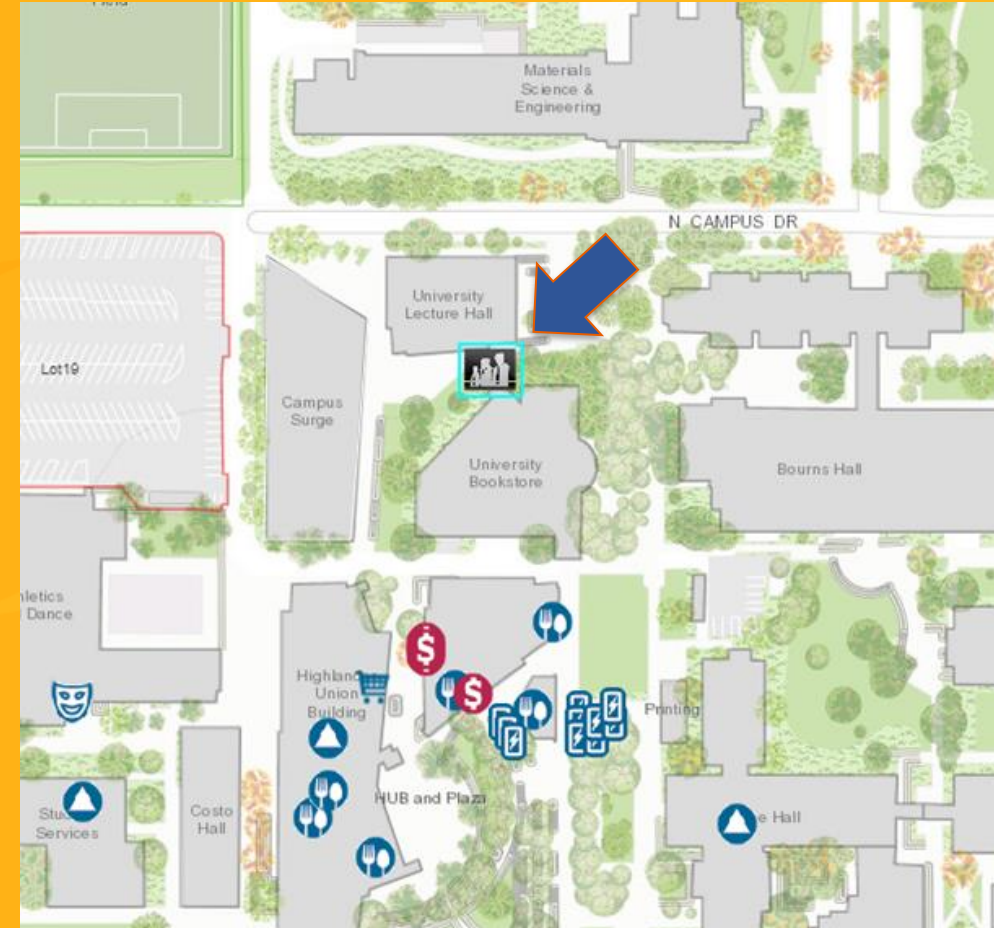 Materials
Science &
Engineering
N CAMPUS DR
University
Lecture Hall
Lot19
Campus
Surge
University
Bookstore
Bourns Hall
Dance
$
Highland
Union
Building
$
Printing
HUB and Plaza
Costo
Hall
Services
Hall